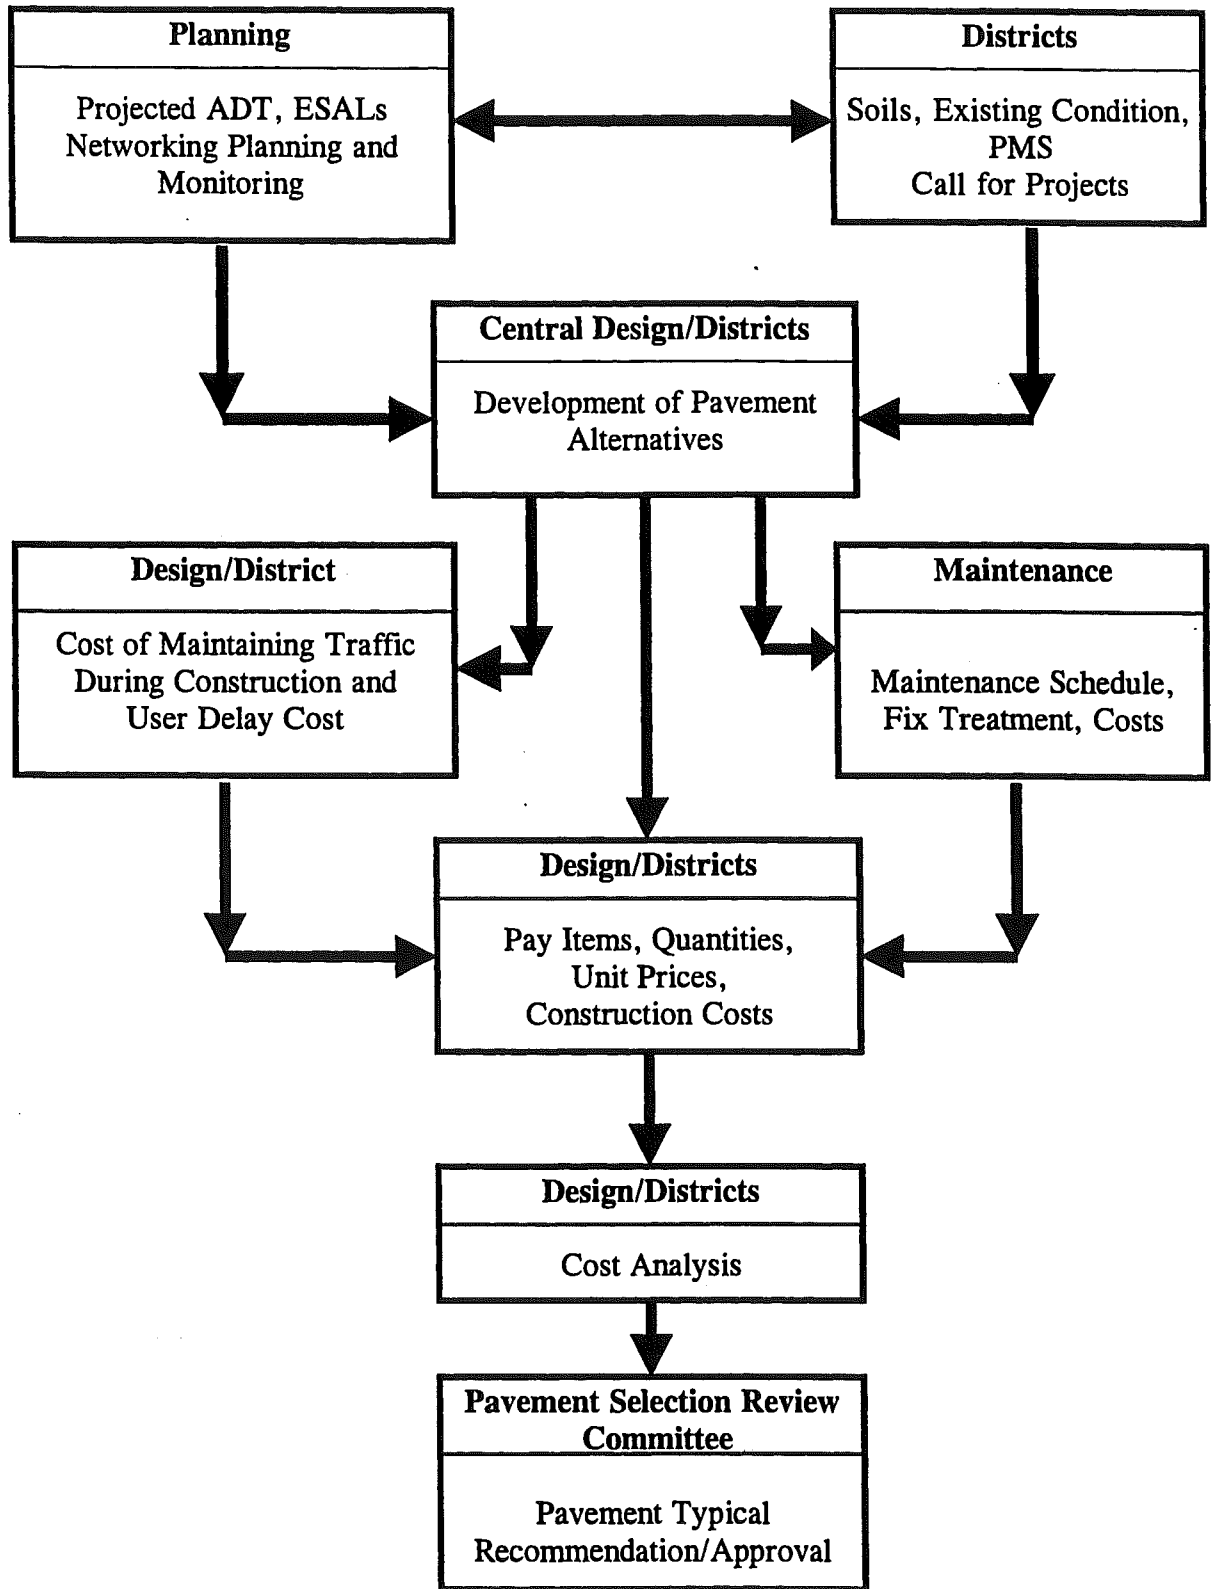 Planning
Projected ADT, ESALs
Networking Planning and
Monitoring
Districts
Soils, Existing Condition,
PMS
Call for Projects
Central Design/Districts
Development of Pavement
Alternatives
Design/District
Cost of Maintaining Traffic
During Construction and
User Delay Cost
Maintenance
Maintenance Schedule,
Fix Treatment, Costs
Design/Districts
Pay Items, Quantities,
Unit Prices,
Construction Costs
Design/Districts
Cost Analysis
Pavement Selection Review
Committee
Pavement Typical
Recommendation/Approval